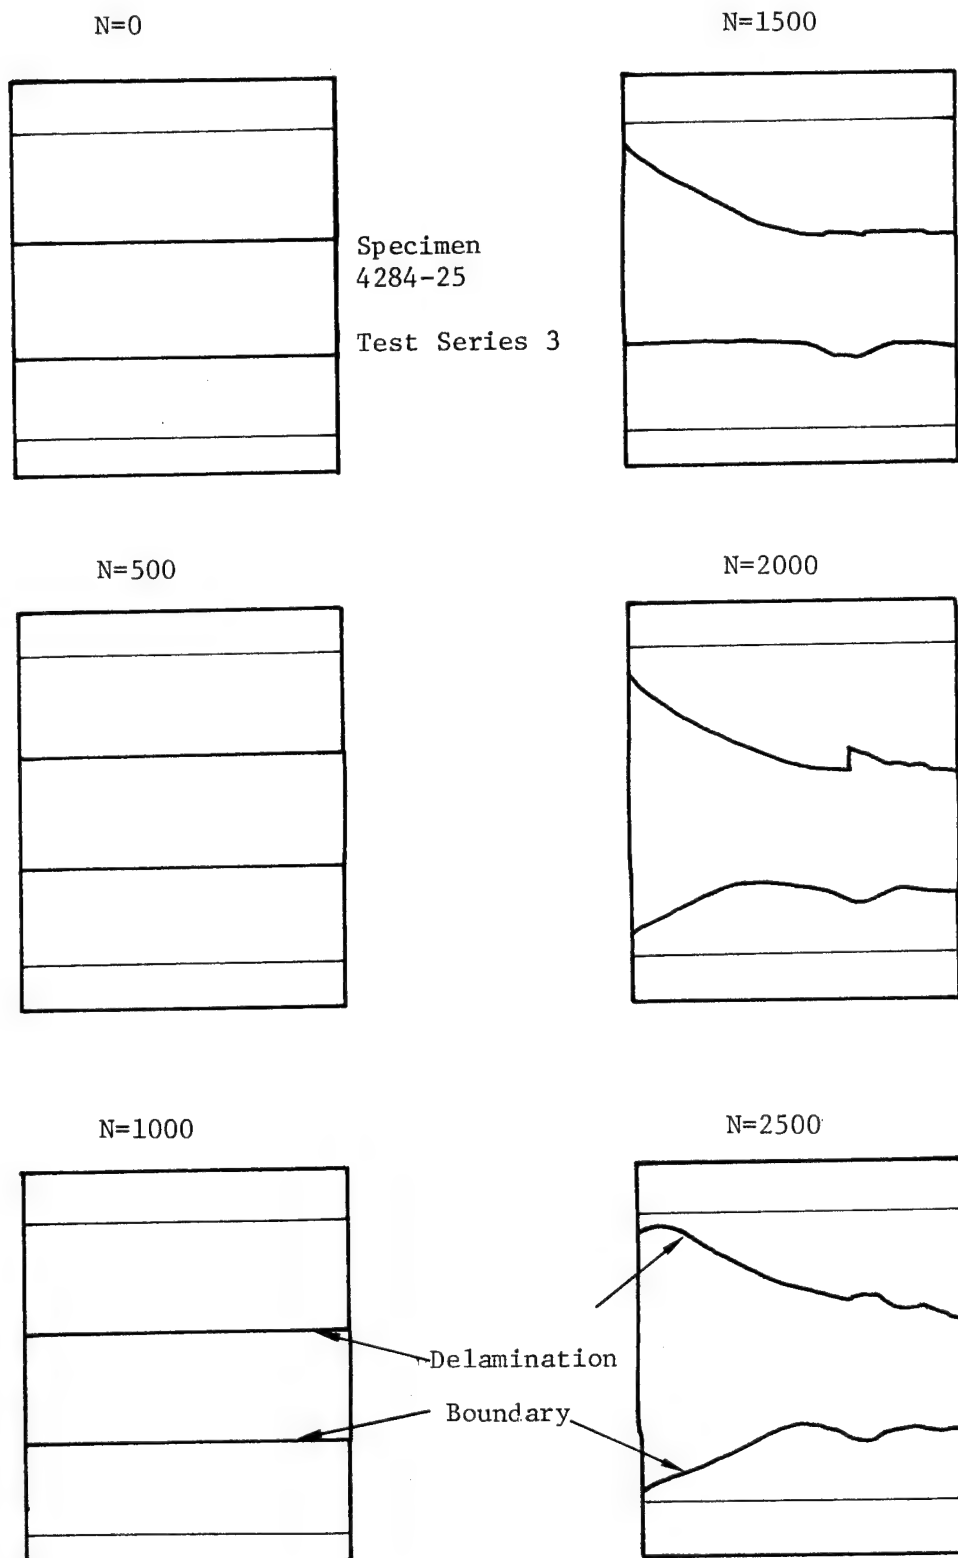 N=0
N=1500
Specimen
4284-25
Test Series 3
N=500
N=2000
N=1000
N=2500
Delamination
Boundary